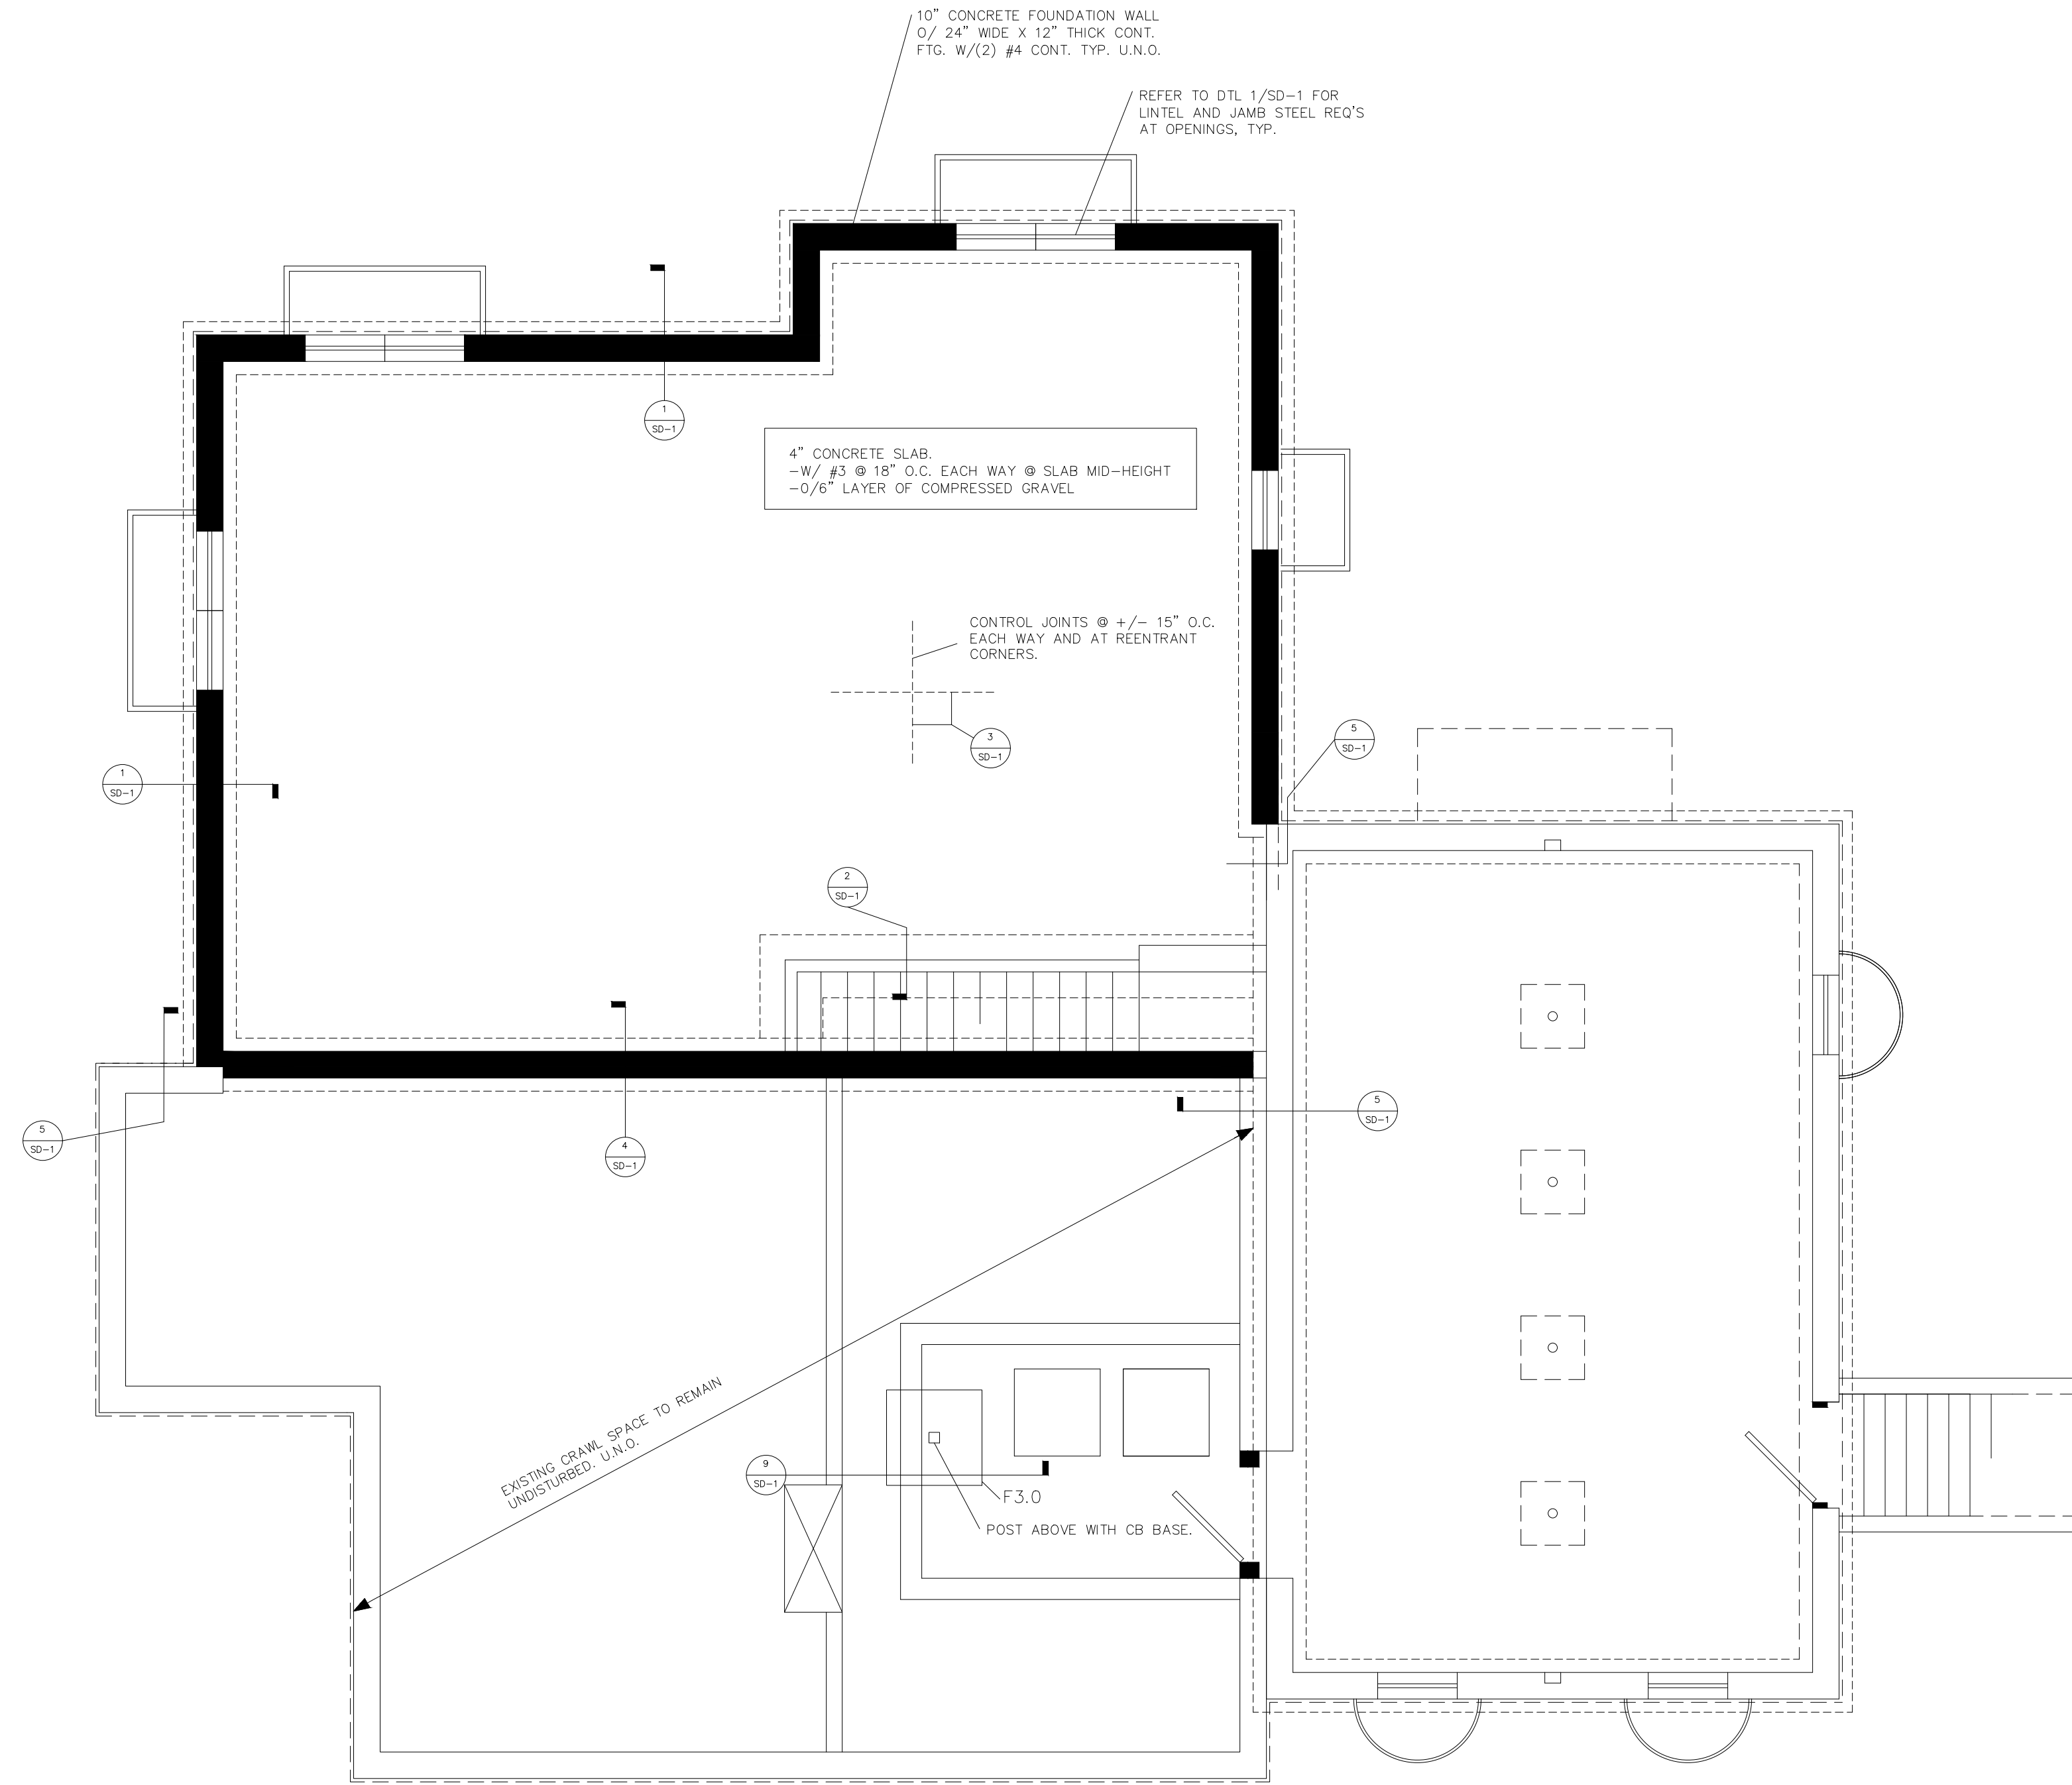 10" CONCRETE FOUNDATION WALL
O/ 24" WIDE X 12" THICK CONT.
FTG. W/(2) #4 CONT. TYP. U.N.O.
REFER TO DTL 1/SD-1 FOR
LINTEL AND JAMB STEEL REQ'S
AT OPENINGS, TYP.
1
SD-1
4" CONCRETE SLAB.
-W/ #3 @ 18" O.C. EACH WAY @ SLAB MID-HEIGHT
-O/6" LAYER OF COMPRESSED GRAVEL
CONTROL JOINTS @ +/- 15" O.C.
EACH WAY AND AT REENTRANT
CORNERS.
3
SD-1
5
SD-1
1
SD-1
2
SD-1
5
SD-1
4
SD-1
5
SD-1
EXISTING CRAWL SPACE TO REMAIN
UNDISTURBED. U.N.O.
9
SD-1
F3.0
POST ABOVE WITH CB BASE.